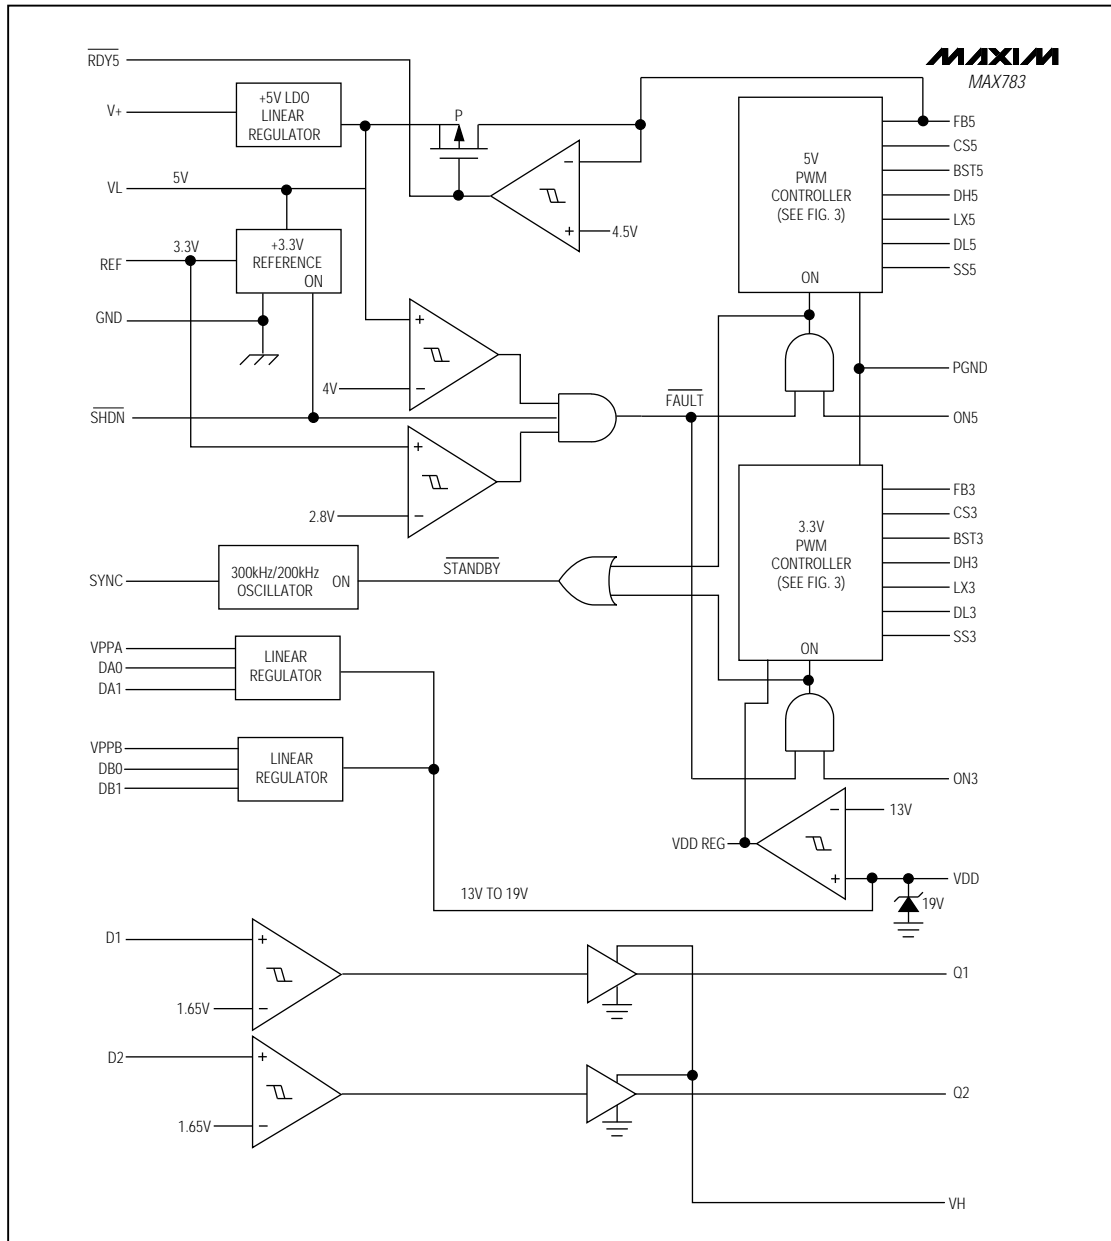 MAXIM
MAX783
RDY5
V+
+5V LDO
LINEAR
REGULATOR
P
FB5
CS5
BST5
DH5
LX5
DL5
SS5
5V
PWM
CONTROLLER
(SEE FIG. 3)
ON
−
+
4.5V
VL
5V
REF
3.3V
+3.3V
REFERENCE
ON
GND
+
−
4V
SHDN
FAULT
PGND
ON5
+
−
2.8V
FB3
CS3
BST3
DH3
LX3
DL3
SS3
3.3V
PWM
CONTROLLER
(SEE FIG. 3)
ON
SYNC
300kHz/200kHz
OSCILLATOR
ON
STANDBY
VPPA
DA0
DA1
LINEAR
REGULATOR
VPPB
DB0
DB1
LINEAR
REGULATOR
ON3
−
13V
VDD REG
+
VDD
13V TO 19V
19V
D1
+
−
1.65V
Q1
D2
+
−
1.65V
Q2
VH